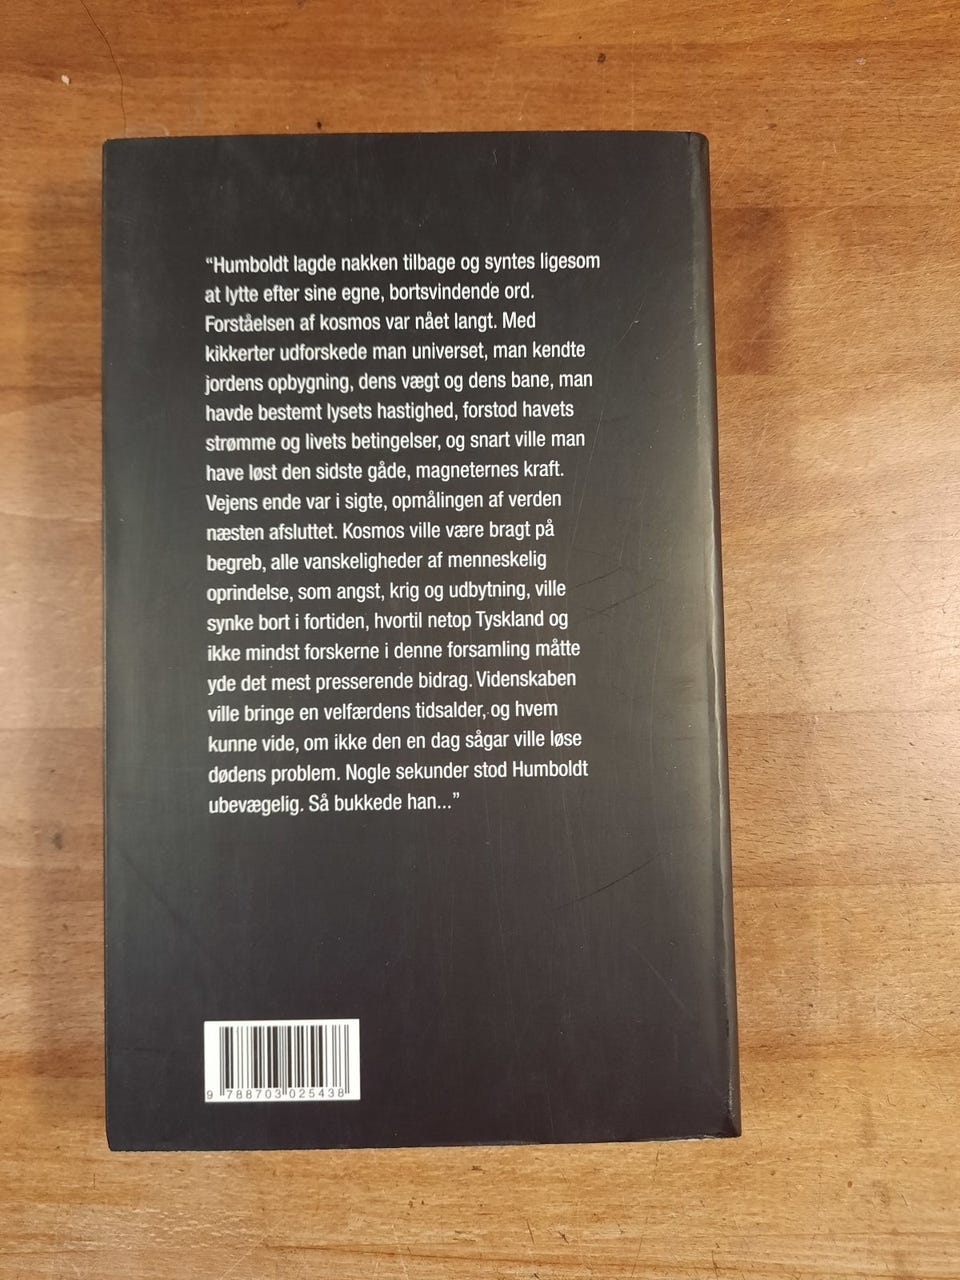 “Humboldt lagde nakken tilbage og syntes ligesom
at lytte efter sine egne, bortsvindende ord.
Forståelsen af kosmos var nået langt. Med
kikkerter udforskede man universet, man kendte
jordens opbygning, dens vægt og dens bane, man
havde bestemt lysets hastighed, forstod havets
strømme og livets betingelser, og snart ville man
have løst den sidste gåde, magneternes kraft.
Vejens ende var i sigte, opmålingen af verden
næsten afsluttet. Kosmos ville være bragt på
begreb, alle vanskeligheder af menneskelig
oprindelse, som angst, krig og udbytning, ville
synke bort i fortiden, hvortil netop Tyskland og
ikke mindst forskerne i denne forsamling måtte
yde det mest presserende bidrag. Videnskaben
ville bringe en velfærdens tidsalder, og hvem
kunne vide, om ikke den en dag sågar ville løse
dødens problem. Nogle sekunder stod Humboldt
ubevægelig. Så bukkede han...”
9 788703 025438